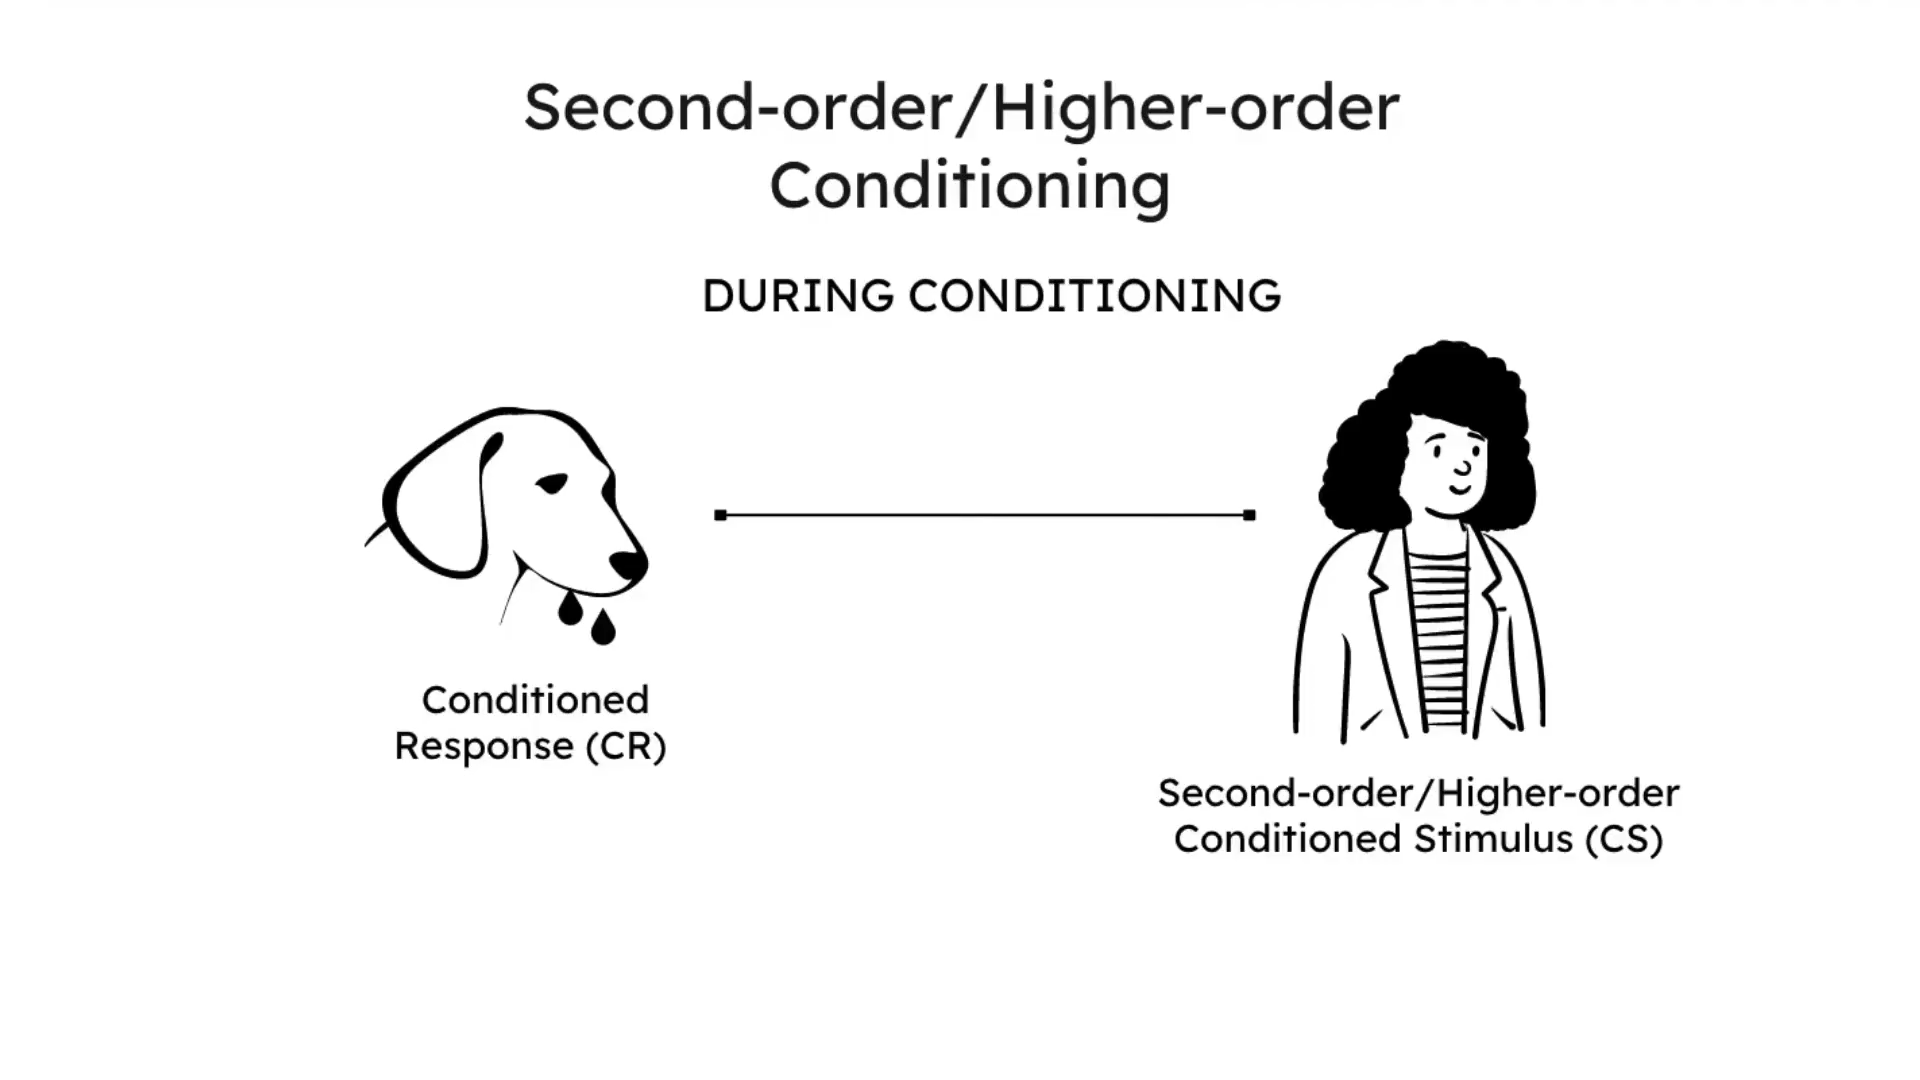 Second-order/Higher-order
Conditioning
DURING CONDITIONING
Conditioned
Response (CR)
Second-order/Higher-order
Conditioned Stimulus (CS)